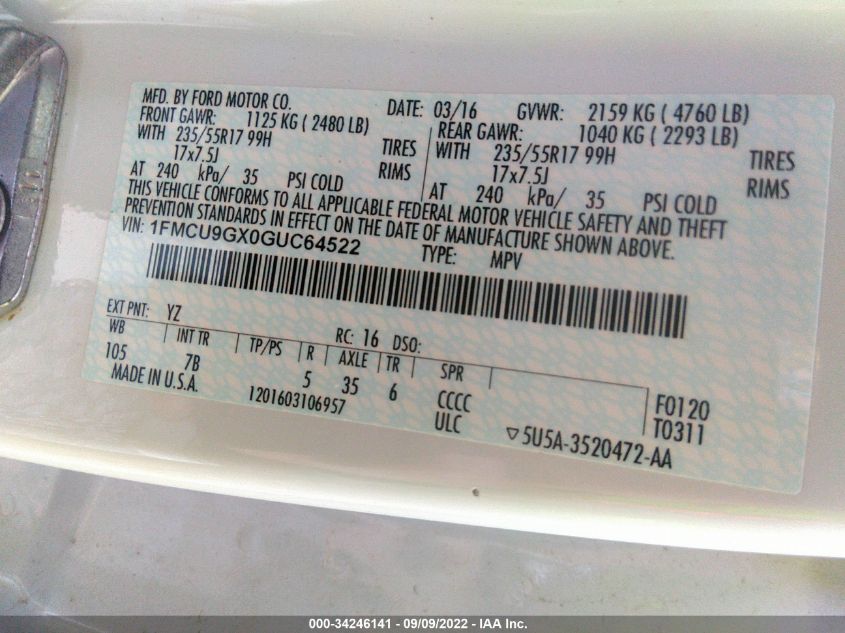 MFD. BY FORD MOTOR CO. DATE: 03/16 GVWR: 2159 KG (4760 LB)
FRONT GAWR: 1125 KG (2480 LB) REAR GAWR: 1040 KG (2293 LB)
WITH 235/55R17 99H TIRES WITH 235/55R17 99H TIRES
17x7.5J RIMS 17x7.5J RIMS
AT 240 kPa/ 35 PSI COLD AT 240 kPa/ 35 PSI COLD
THIS VEHICLE CONFORMS TO ALL APPLICABLE FEDERAL MOTOR VEHICLE SAFETY AND THEFT
PREVENTION STANDARDS IN EFFECT ON THE DATE OF MANUFACTURE SHOWN ABOVE.
VIN: 1FMCU9GX0GUC64522 TYPE: MPV
EXT PNT: YZ RC: 16 DSO:
WB INT TR TP/PS R AXLE TR SPR
105 7B 5 35 6 CCCC F0120
MADE IN U.S.A. 1201603106957 ULC T0311
▽5U5A-3520472-AA
000-34246141 - 09/09/2022 - IAA Inc.